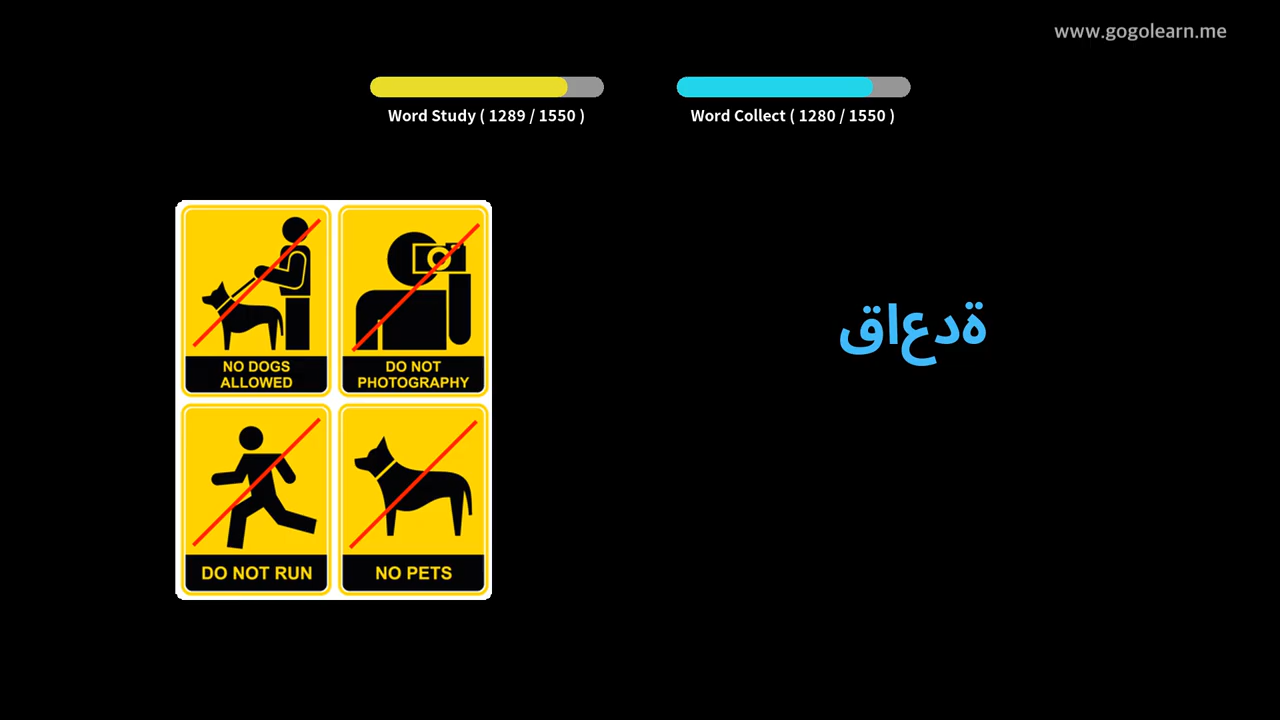 www.gogolearn.me
Word Study ( 1289 / 1550 )
Word Collect ( 1280 / 1550 )
NO DOGS
ALLOWED
DO NOT
PHOTOGRAPHY
DO NOT RUN
NO PETS
ةدعاق